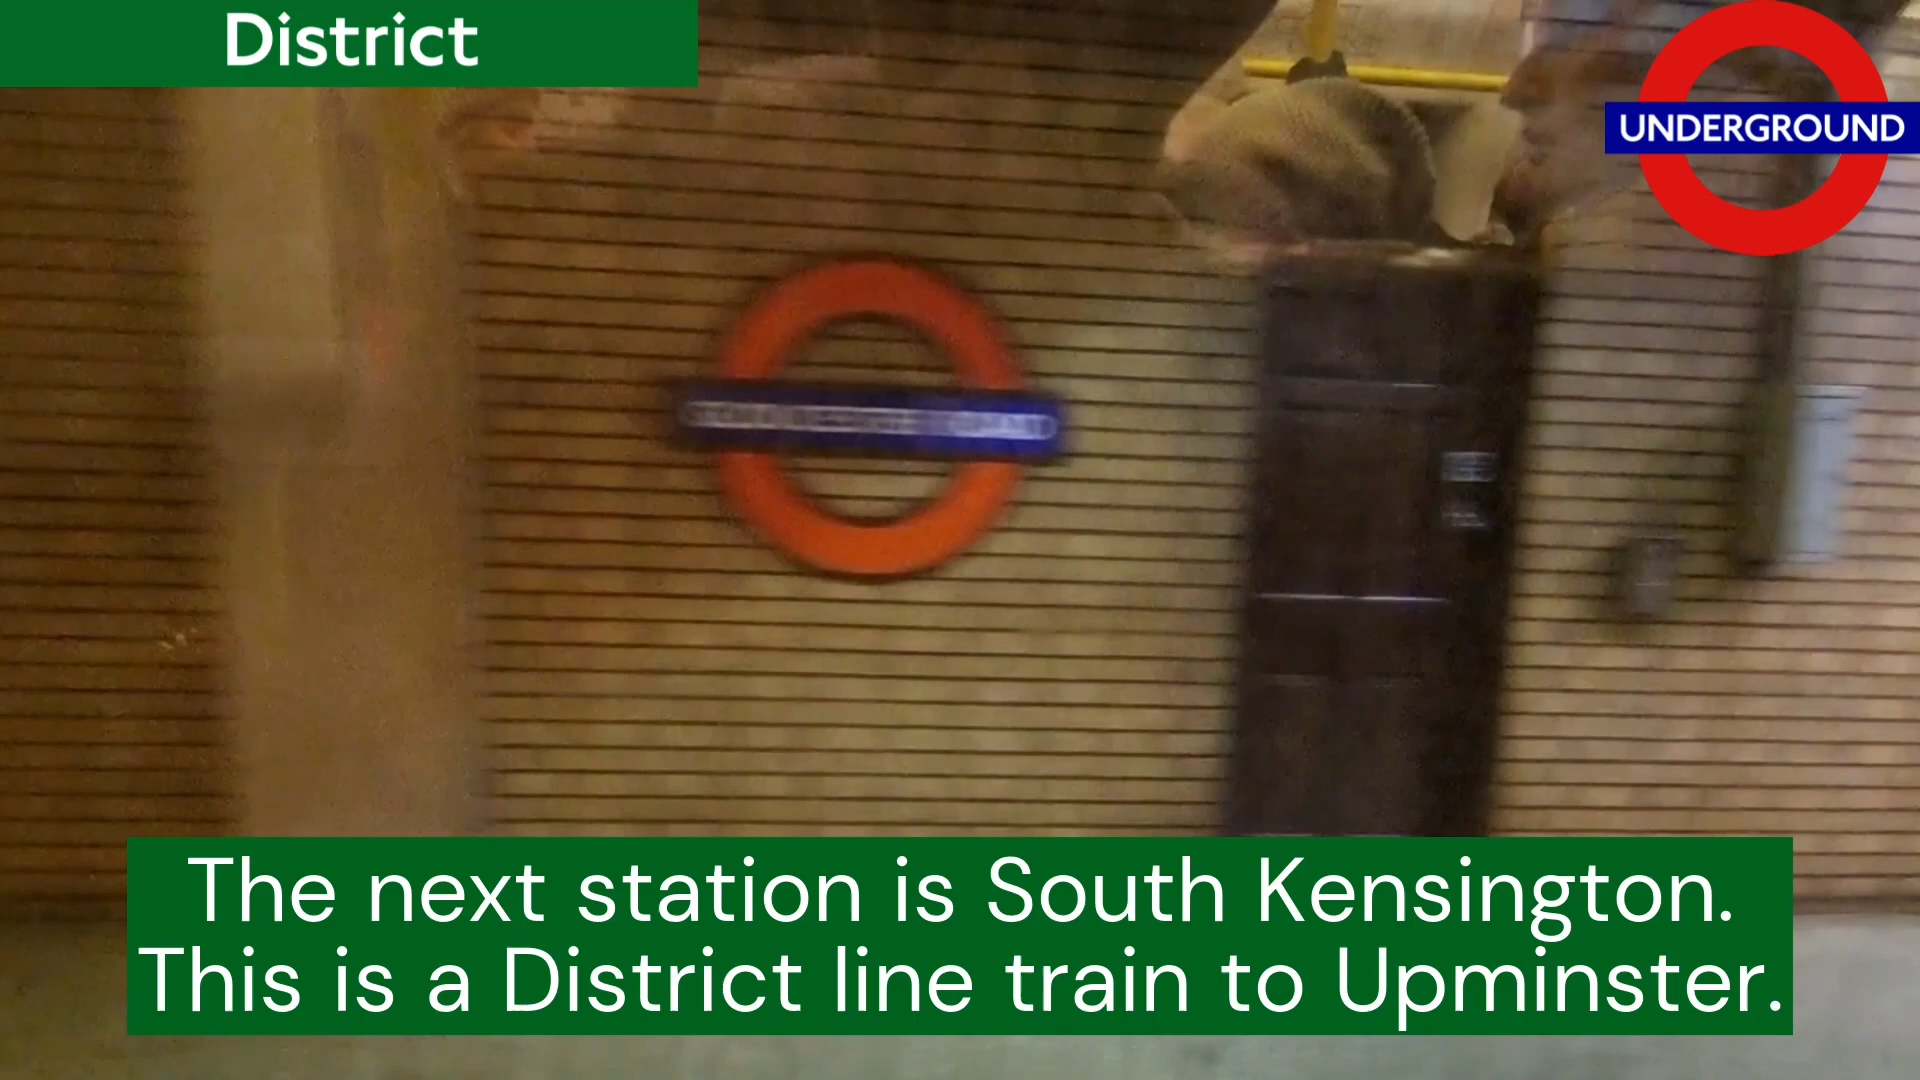 District
UNDERGROUND
The next station is South Kensington.
This is a District line train to Upminster.